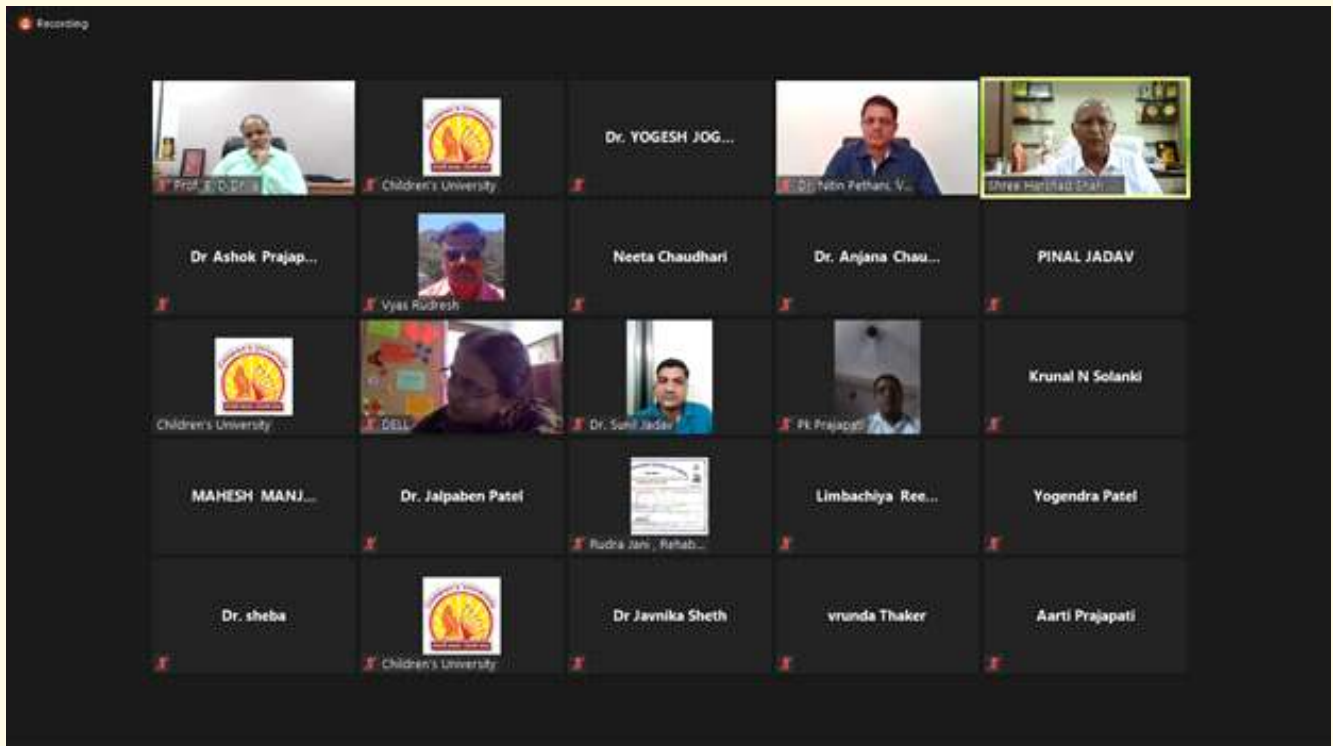 Recording
Children's University
Dr. YOGESH JOG...
Dr. Nitin Pethani, V...
Shree Harshad Shah
Dr Ashok Prajap...
Vyas Rudresh
Neeta Chaudhari
Dr. Anjana Chau...
PINAL JADAV
Children's University
DELL
Dr. Sunil Jadav
Pk Prajapati
Krunal N Solanki
MAHESH MANJ...
Dr. Jalpaben Patel
Rudra Jani , Rehab...
Limbachiya Ree...
Yogendra Patel
Dr. sheba
Children's University
Dr Javnika Sheth
vrunda Thaker
Aarti Prajapati